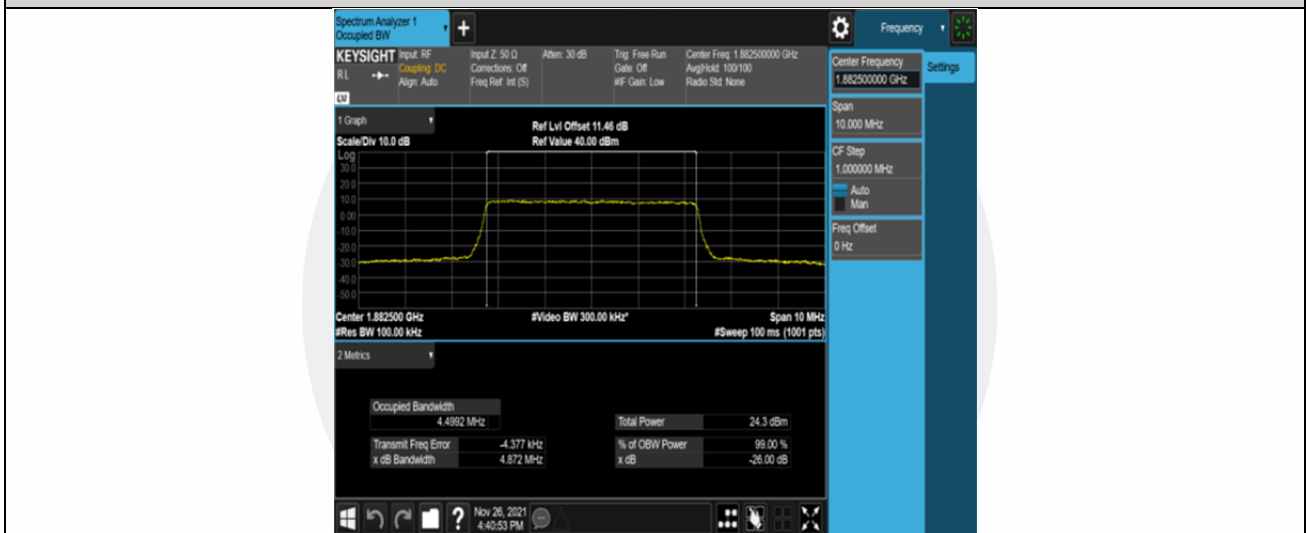 Spectrum Analyzer 1
Occupied BW
+
Frequency
KEYSIGHT
RL
LXI
Input: RF
Coupling: DC
Align: Auto
Input Z: 50 Ω
Corrections: Off
Freq Ref: Int (S)
Atten: 30 dB
Trig: Free Run
Gate: Off
#IF Gain: Low
Center Freq: 1.882500000 GHz
Avg|Hold: 100/100
Radio Std: None
1 Graph
Scale/Div 10.0 dB
Ref Lvl Offset 11.46 dB
Ref Value 40.00 dBm
Log
30.0
20.0
10.0
0.00
-10.0
-20.0
-30.0
-40.0
-50.0
Center 1.882500 GHz
#Video BW 300.00 kHz*
Span 10 MHz
#Res BW 100.00 kHz
#Sweep 100 ms (1001 pts)
2 Metrics
Occupied Bandwidth
4.4992 MHz
Total Power 24.3 dBm
Transmit Freq Error -4.377 kHz
% of OBW Power 99.00 %
x dB Bandwidth 4.872 MHz
x dB -26.00 dB
?
Nov 26, 2021
4:40:53 PM
Center Frequency
1.882500000 GHz
Settings
Span
10.000 MHz
CF Step
1.000000 MHz
Auto
Man
Freq Offset
0 Hz